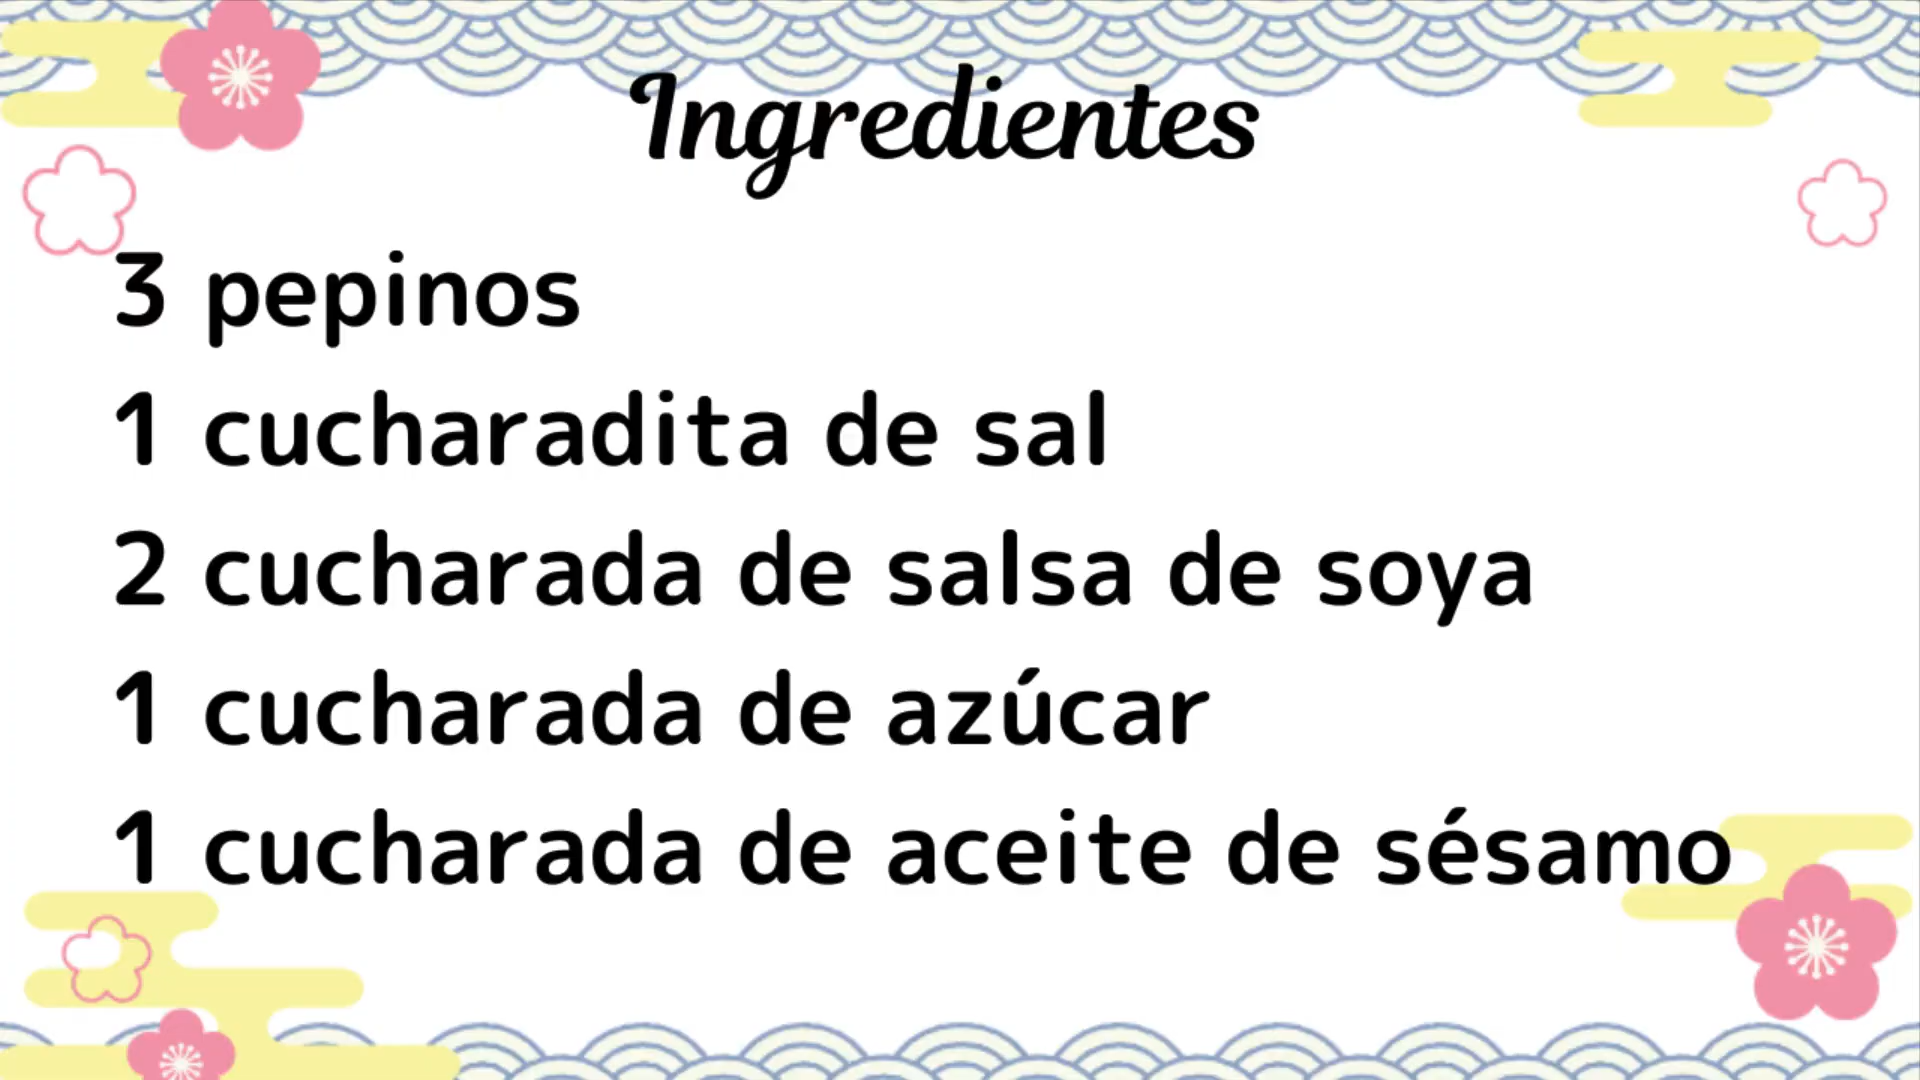 Ingredientes
3 pepinos
1 cucharadita de sal
2 cucharada de salsa de soya
1 cucharada de azúcar
1 cucharada de aceite de sésamo